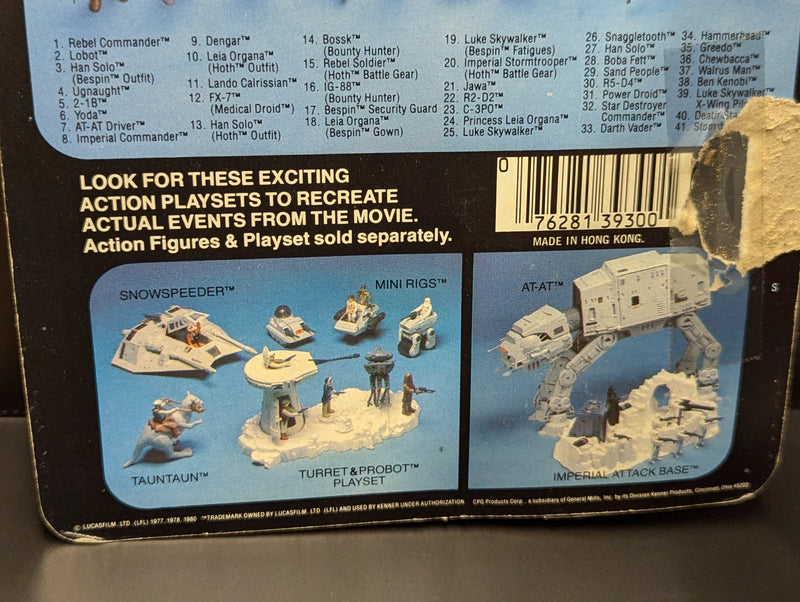 1. Rebel Commander™
2. Lobot™
3. Han Solo™
(Bespin™ Outfit)
4. Ugnaught™
5. 2-1B™
6. Yoda™
7. AT-AT Driver™
8. Imperial Commander™
9. Dengar™
10. Leia Organa™
(Hoth™ Outfit)
11. Lando Calrissian™
12. FX-7™
(Medical Droid™)
13. Han Solo™
(Hoth™ Outfit)
14. Bossk™
(Bounty Hunter)
15. Rebel Soldier™
(Hoth™ Battle Gear)
16. IG-88™
(Bounty Hunter)
17. Bespin™ Security Guard
18. Leia Organa™
(Bespin™ Gown)
19. Luke Skywalker™
(Bespin™ Fatigues)
20. Imperial Stormtrooper™
(Hoth™ Battle Gear)
21. Jawa™
22. R2-D2™
23. C-3PO™
24. Princess Leia Organa™
25. Luke Skywalker™
26. Snaggletooth™
27. Han Solo™
28. Boba Fett™
29. Sand People™
30. R5-D4™
31. Power Droid™
32. Star Destroyer
Commander™
33. Darth Vader™
34. Hammerhead™
35. Greedo™
36. Chewbacca™
37. Walrus Man™
38. Ben Kenobi™
39. Luke Skywalker™
X-Wing
40. Death
41.
LOOK FOR THESE EXCITING
ACTION PLAYSETS TO RECREATE
ACTUAL EVENTS FROM THE MOVIE.
Action Figures & Playset sold separately.
0 76281 39300
MADE IN HONG KONG.
SNOWSPEEDER™
MINI RIGS™
TAUNTAUN™
TURRET & PROBOT™
PLAYSET
AT-AT™
IMPERIAL ATTACK BASE™
S
© LUCASFILM, LTD. (LFL) 1977, 1978, 1980 ™TRADEMARK OWNED BY LUCASFILM, LTD. (LFL) AND USED BY KENNER UNDER AUTHORIZATION. CPG Products Corp., a subsidiary of General Mills, Inc. by its Division Kenner Products, Cincinnati, Ohio 45202